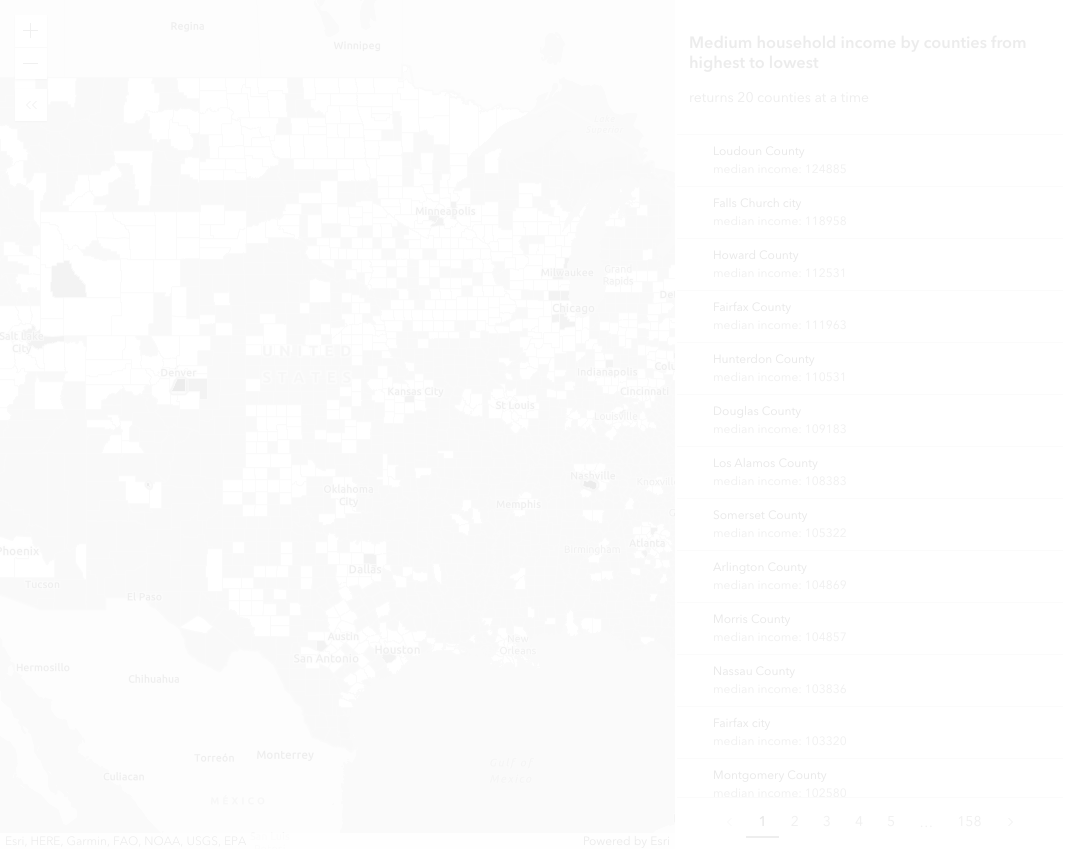 Regina
Winnipeg
Minneapolis
Milwaukee
Grand
Rapids
De
Chicago
Salt Lake
City
UNITED
STATES
Denver
Kansas City
St Louis
Indianapolis
Colu
Cincinnati
Louisville
Oklahoma
City
Nashville
Memphis
Birmingham
Atlanta
Phoenix
Tucson
Dallas
El Paso
Austin
San Antonio
Houston
New
Orleans
Hermosillo
Chihuahua
Torreón
Monterrey
Culiacan
MEXICO
Gulf of
Mexico
Esri, HERE, Garmin, FAO, NOAA, USGS, EPA
Powered by Esri
Medium household income by counties from
highest to lowest
returns 20 counties at a time
Loudoun County
median income: 124885
Falls Church city
median income: 118958
Howard County
median income: 112531
Fairfax County
median income: 111963
Hunterdon County
median income: 110531
Douglas County
median income: 109183
Los Alamos County
median income: 108383
Somerset County
median income: 105322
Arlington County
median income: 104869
Morris County
median income: 104857
Nassau County
median income: 103836
Fairfax city
median income: 103320
Montgomery County
median income: 102580
1 2 3 4 5 ... 158